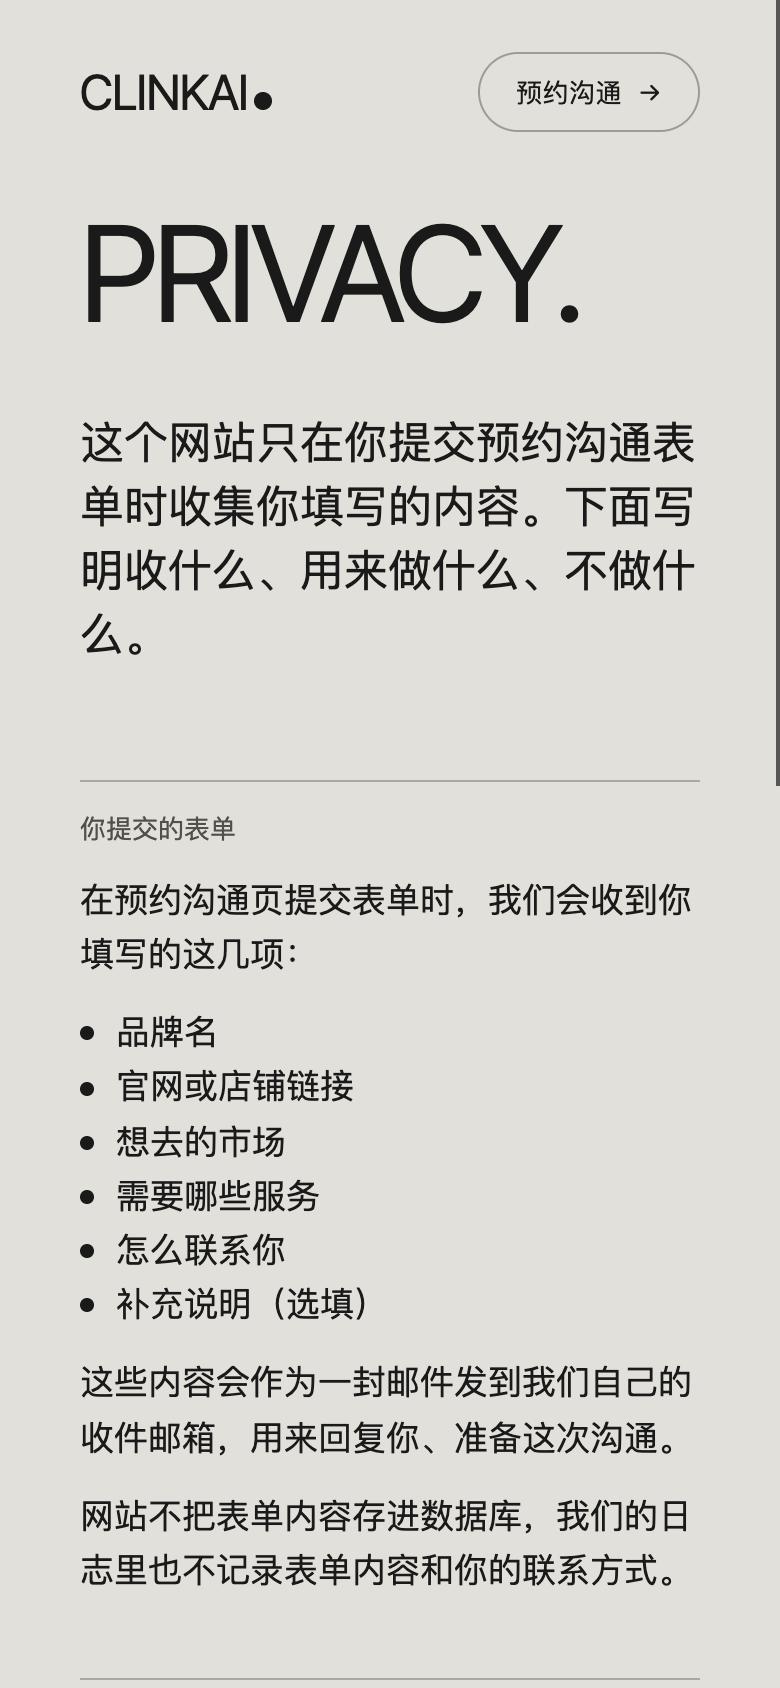 CLINKAI
预约沟通 →
PRIVACY.
这个网站只在你提交预约沟通表
单时收集你填写的内容。下面写
明收什么、用来做什么、不做什
么。
你提交的表单
在预约沟通页提交表单时，我们会收到你
填写的这几项：
品牌名
官网或店铺链接
想去的市场
需要哪些服务
怎么联系你
补充说明（选填）
这些内容会作为一封邮件发到我们自己的
收件邮箱，用来回复你、准备这次沟通。
网站不把表单内容存进数据库，我们的日
志里也不记录表单内容和你的联系方式。